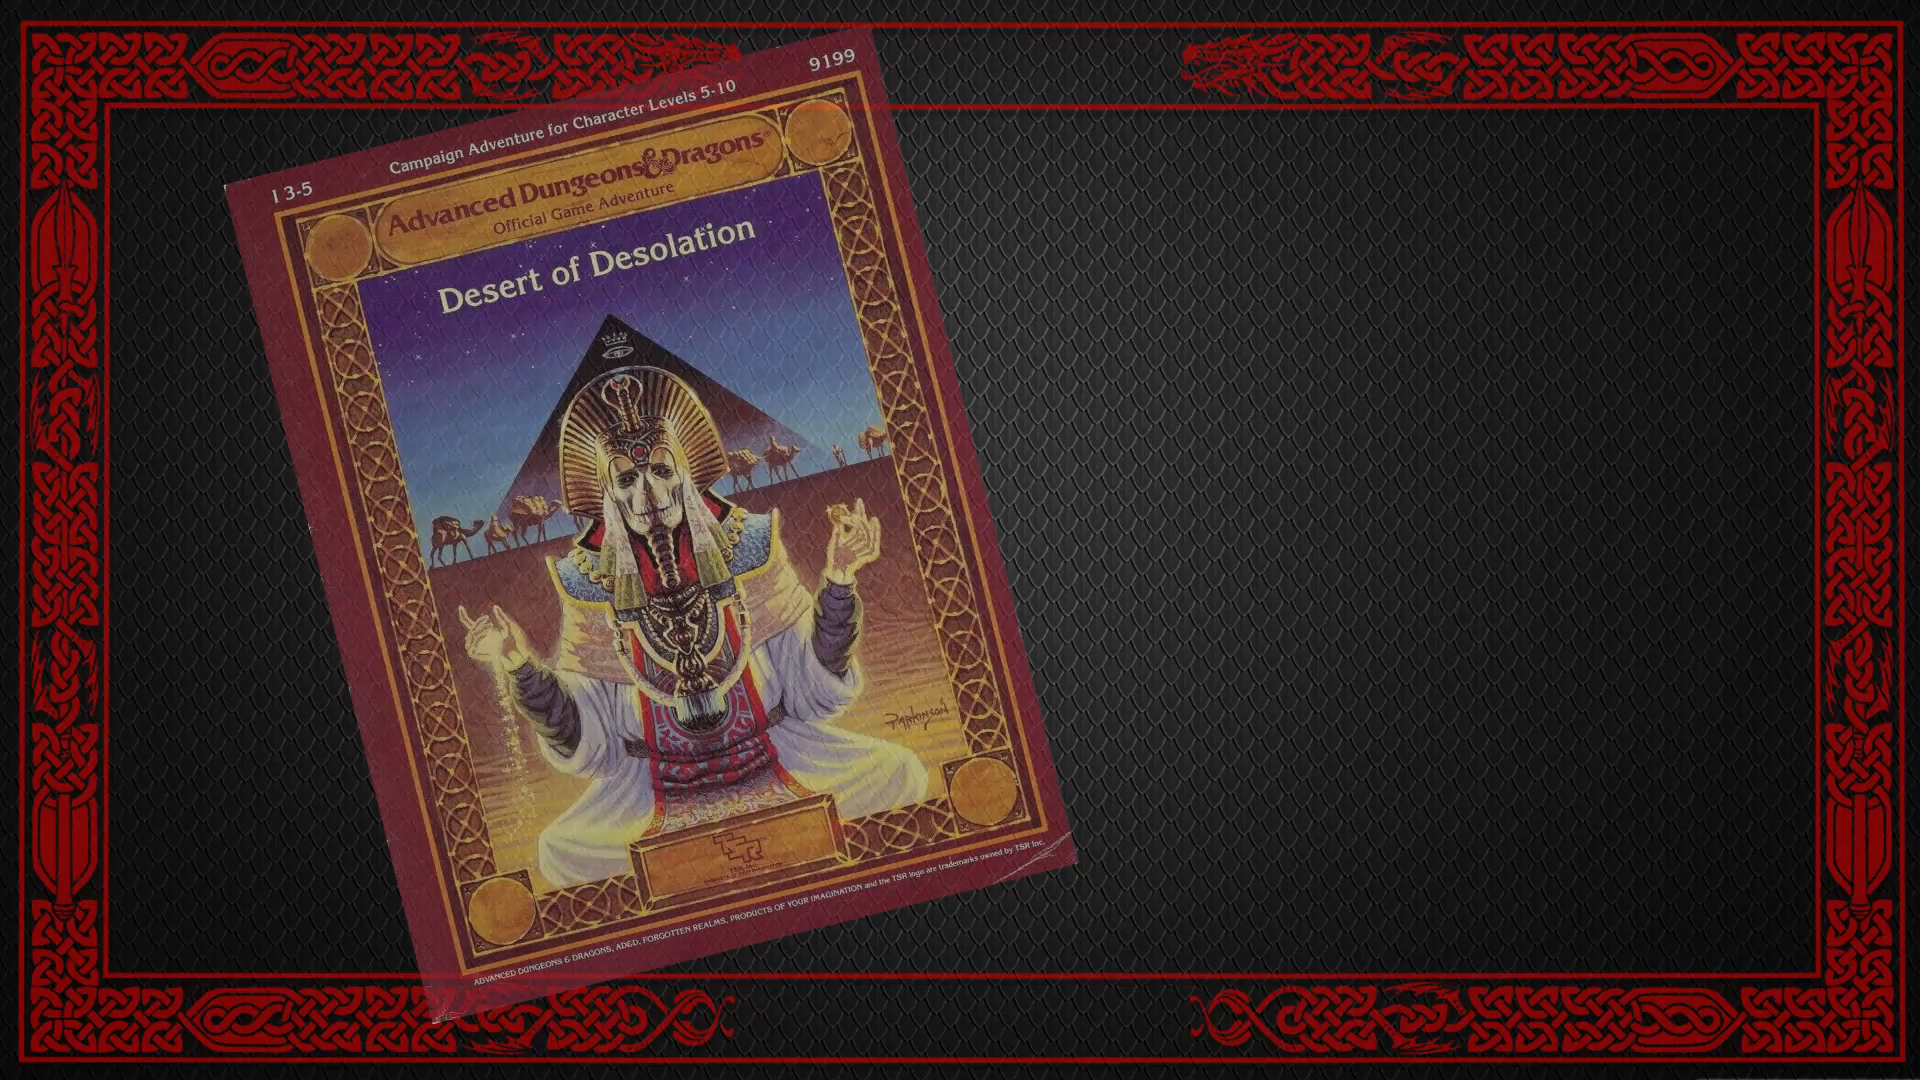 9199
Campaign Adventure for Character Levels 5-10
I 3-5
Advanced Dungeons & Dragons®
Official Game Adventure
Desert of Desolation
PARKINSON
TSR
TSR, Inc.
ADVANCED DUNGEONS & DRAGONS, AD&D, FORGOTTEN REALMS, PRODUCTS OF YOUR IMAGINATION and the TSR logo are trademarks owned by TSR Inc.